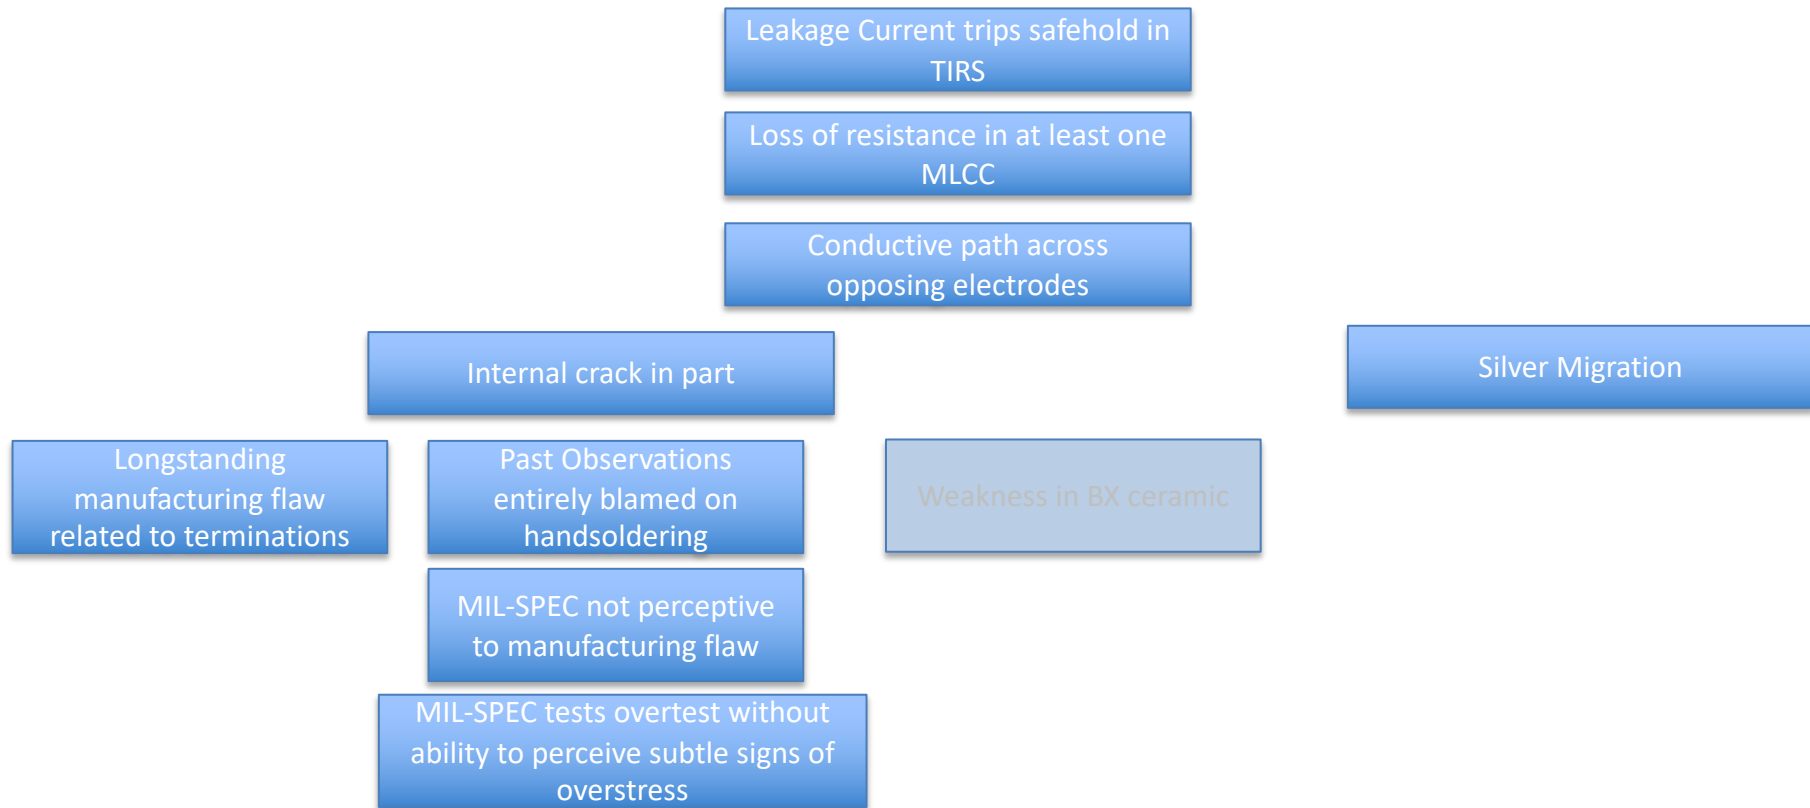 Leakage Current trips safehold in
TIRS
Loss of resistance in at least one
MLCC
Conductive path across
opposing electrodes
Internal crack in part
Silver Migration
Longstanding
manufacturing flaw
related to terminations
Past Observations
entirely blamed on
handsoldering
Weakness in BX ceramic
MIL-SPEC not perceptive
to manufacturing flaw
MIL-SPEC tests overtest without
ability to perceive subtle signs of
overstress